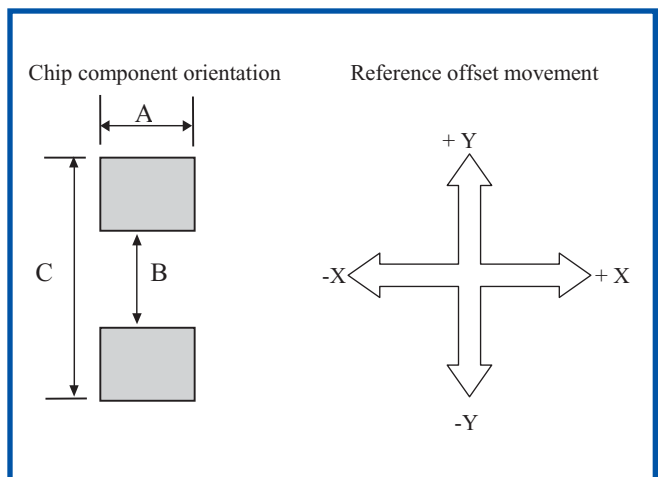 Chip component orientation
Reference offset movement
A
+ Y
C
B
-X
+ X
-Y